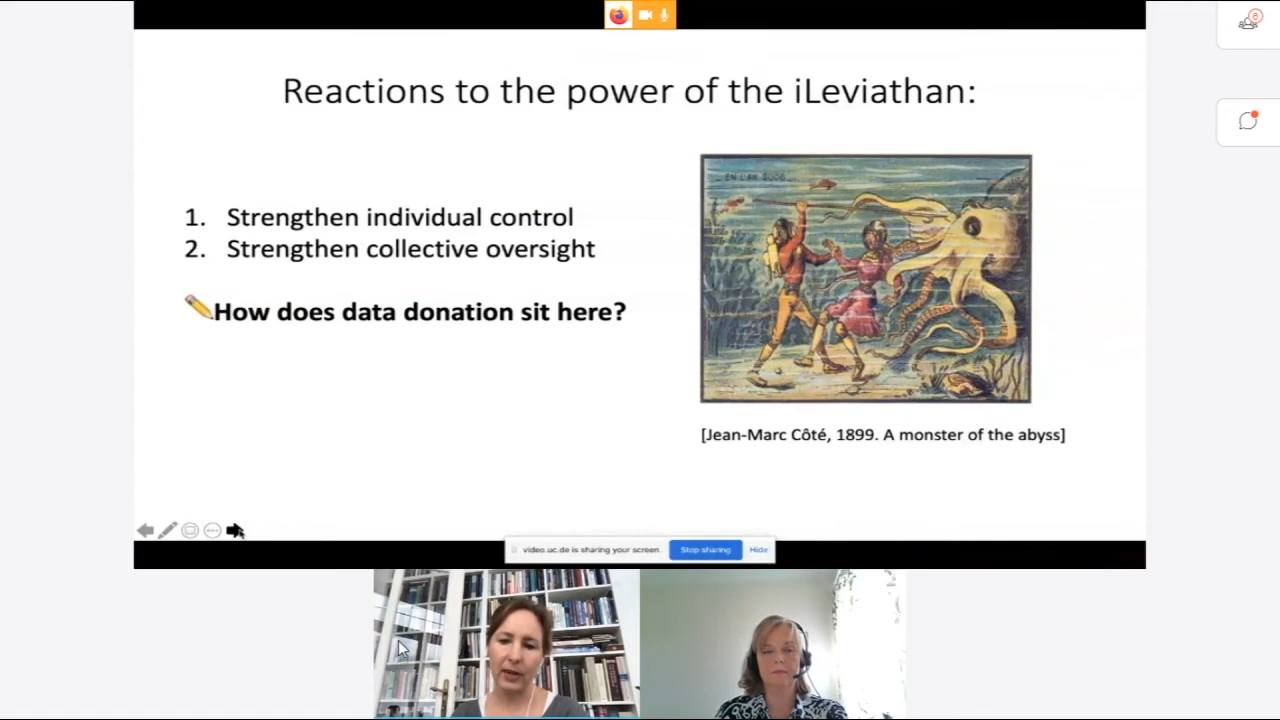 6
Reactions to the power of the iLeviathan:
EN L'AN 2000
1. Strengthen individual control
2. Strengthen collective oversight
How does data donation sit here?
[Jean-Marc Côté, 1899. A monster of the abyss]
video.uc.de is sharing your screen. Stop sharing Hide